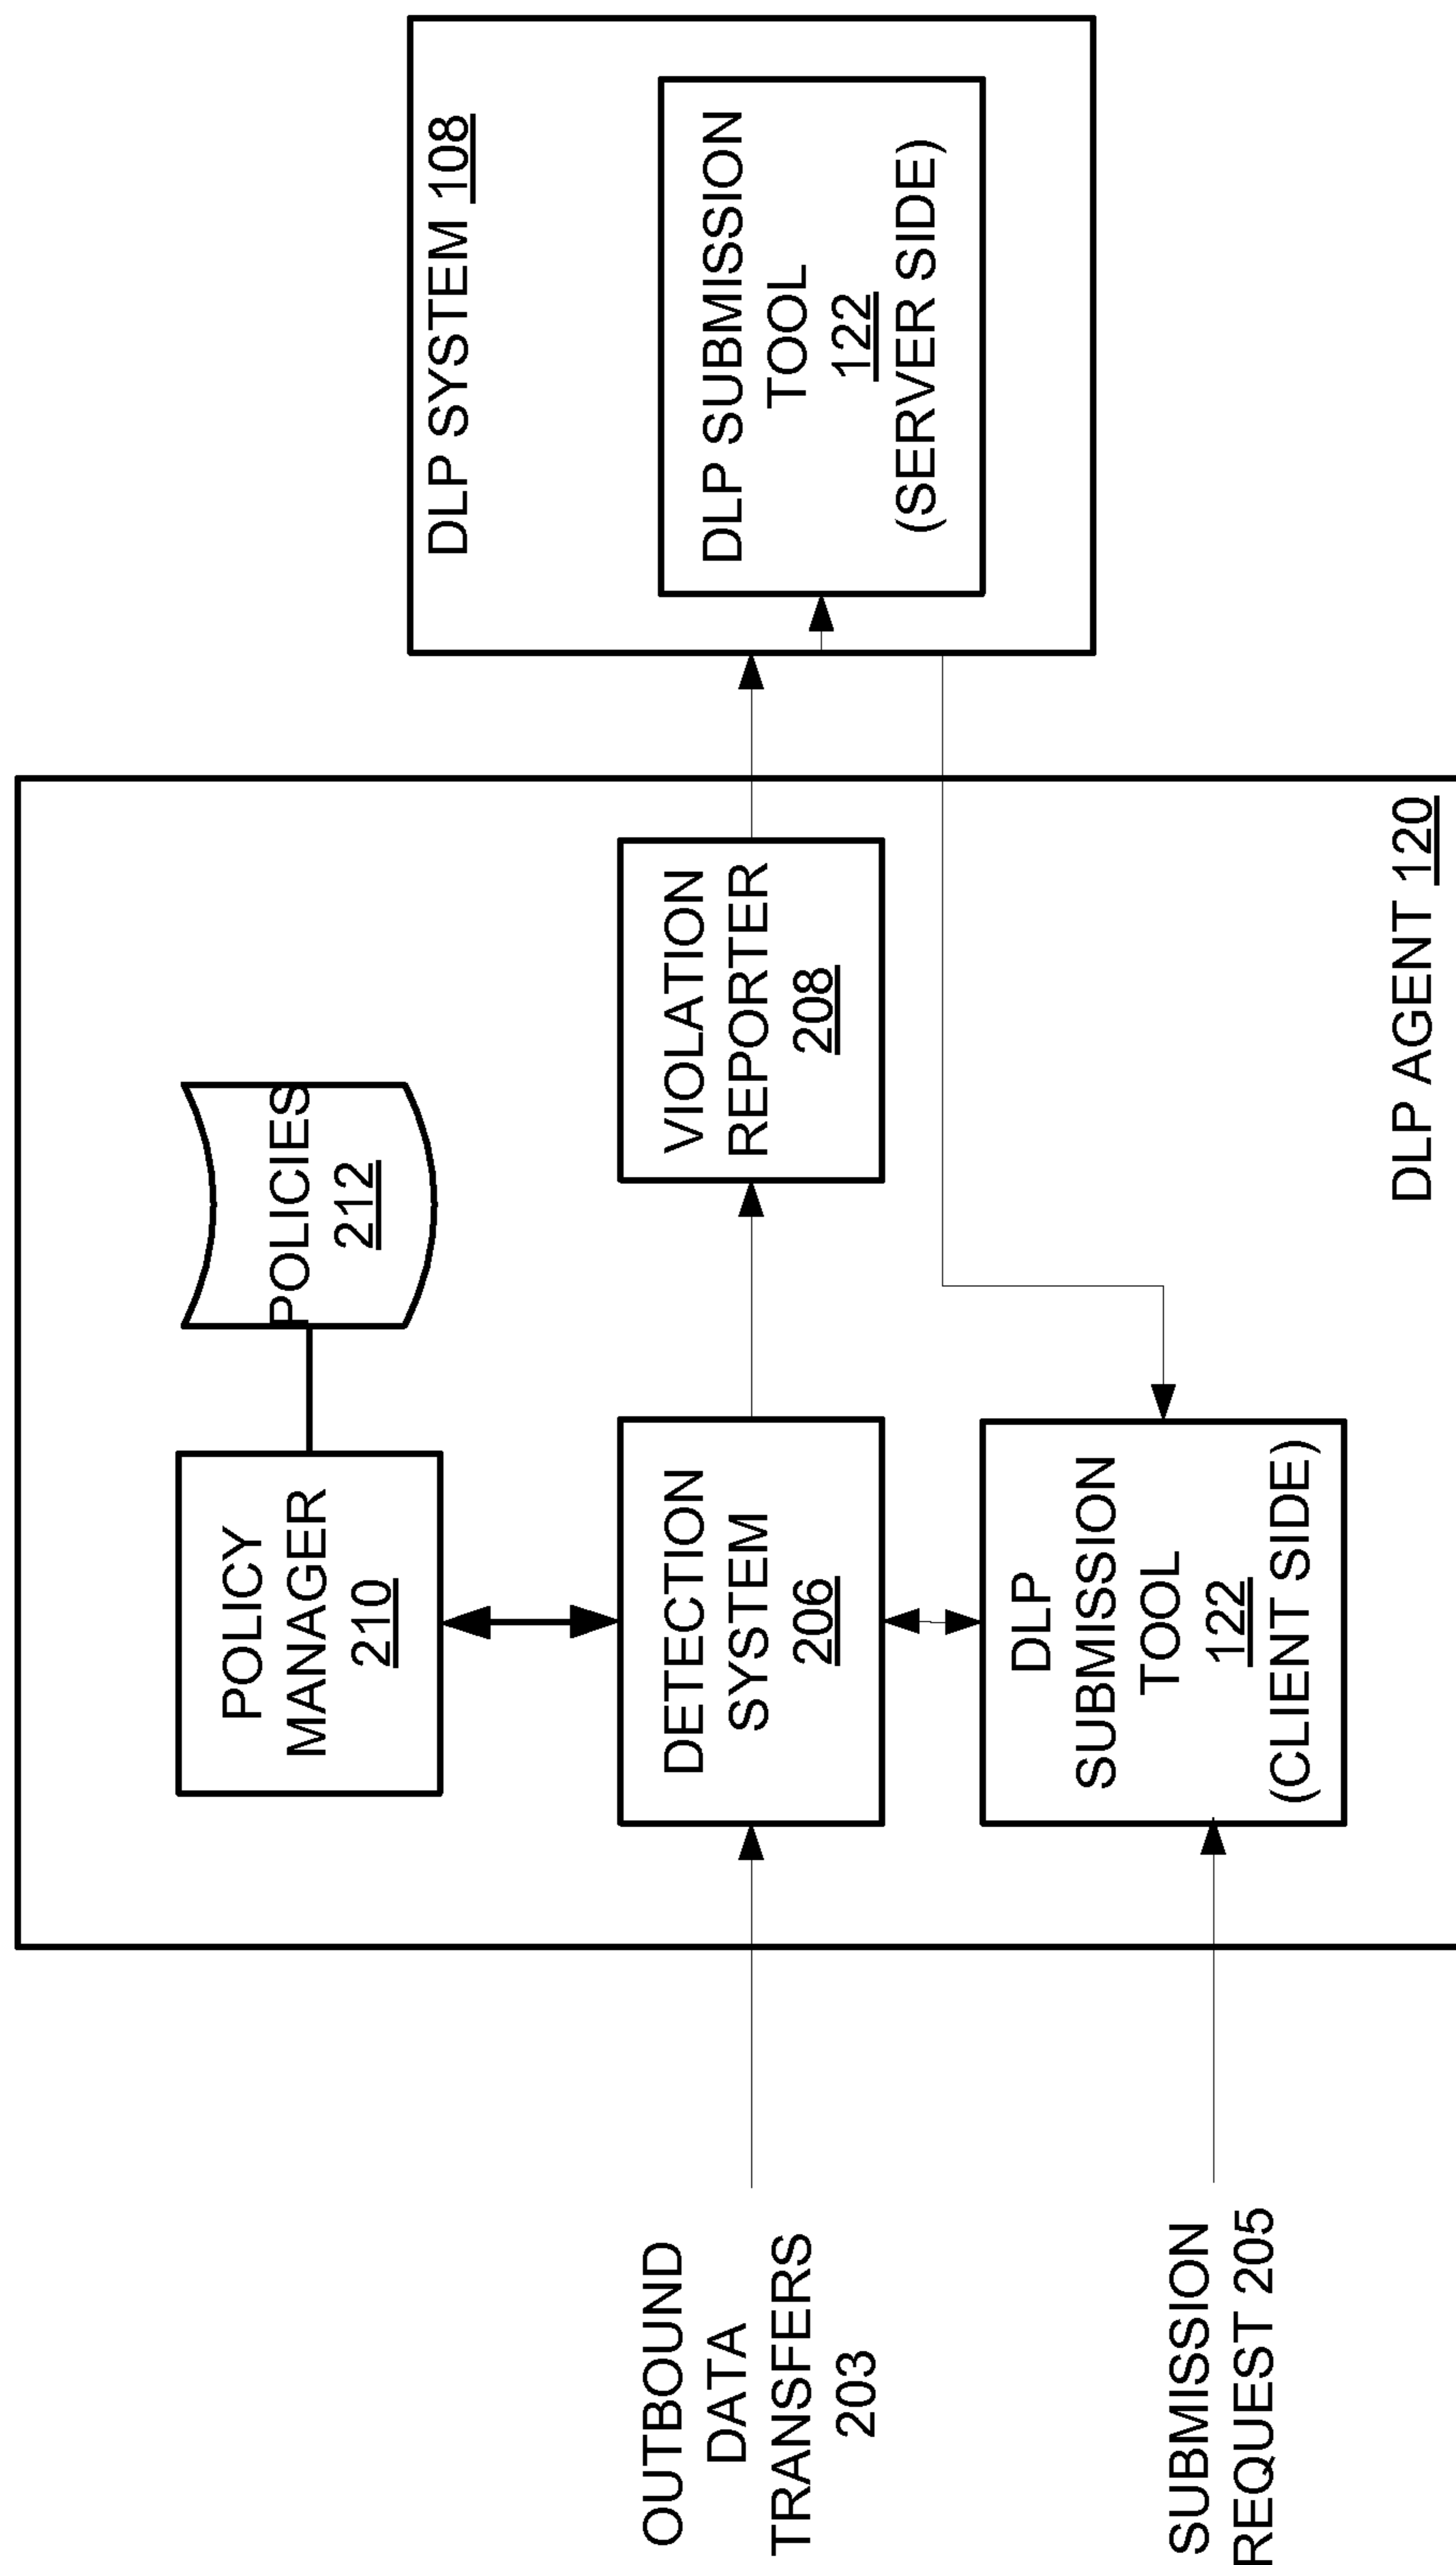 OUTBOUND
DATA
TRANSFERS
203
SUBMISSION
REQUEST 205
POLICY
MANAGER
210
POLICIES
212
DETECTION
SYSTEM
206
VIOLATION
REPORTER
208
DLP
SUBMISSION
TOOL
122
(CLIENT SIDE)
DLP AGENT 120
DLP SYSTEM 108
DLP SUBMISSION
TOOL
122
(SERVER SIDE)